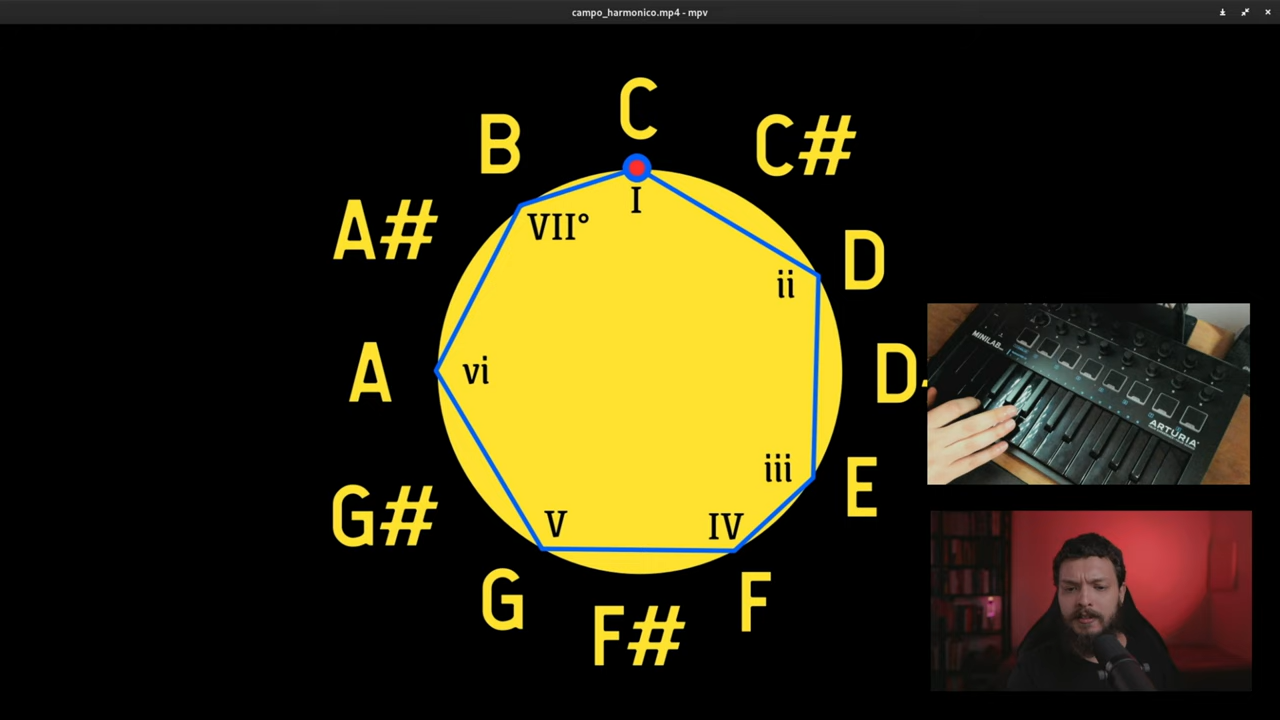 campo_harmonico.mp4 - mpv
C
B
C#
I
VII°
A#
D
ii
MINILAB
A
vi
D
ARTURIA
iii
E
G#
V
IV
G
F
F#